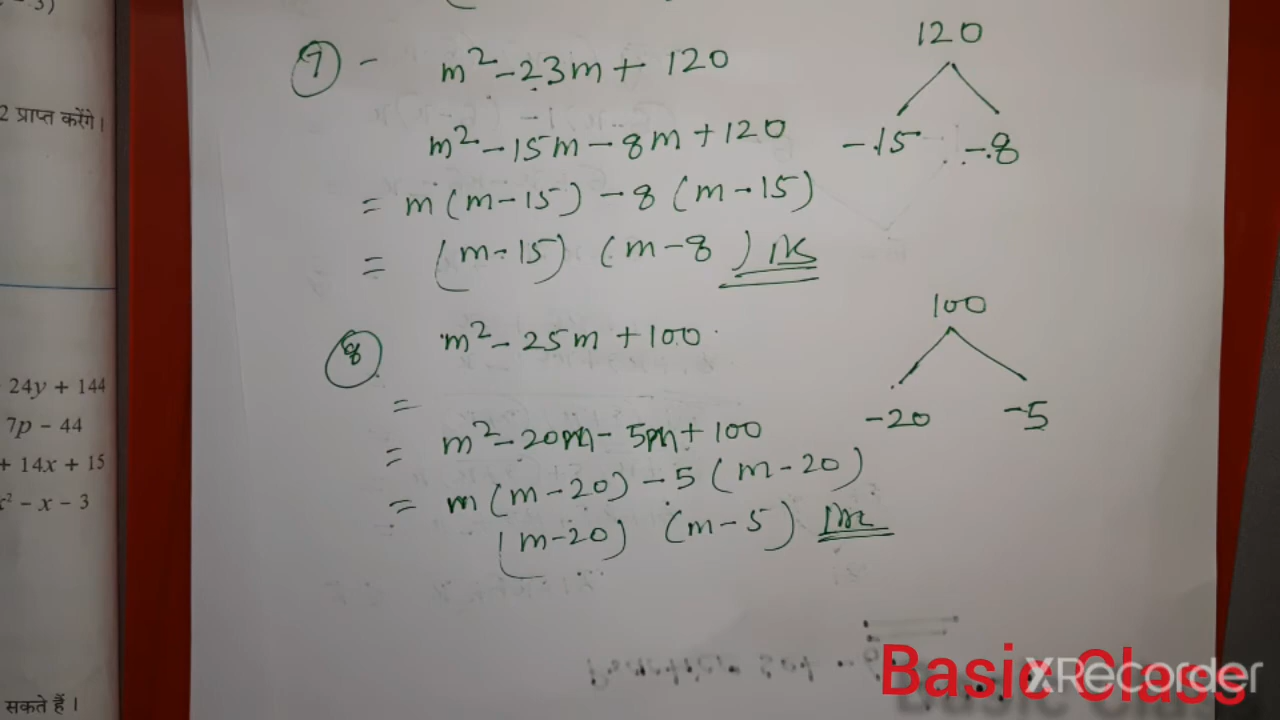 - 3)
2 प्राप्त करेंगे।
24y + 144
7p - 44
+ 14x + 15
x² - x - 3
सकते हैं।
⑦ - m² - 23m + 120
120
m² - 15m - 8m + 120
-15 -8
= m (m - 15) - 8 (m - 15)
= (m - 15) (m - 8)
⑧ m² - 25m + 100
100
=
-20 -5
= m² - 20m - 5m + 100
= m (m - 20) - 5 (m - 20)
(m - 20) (m - 5)
Basic Class
XRecorder